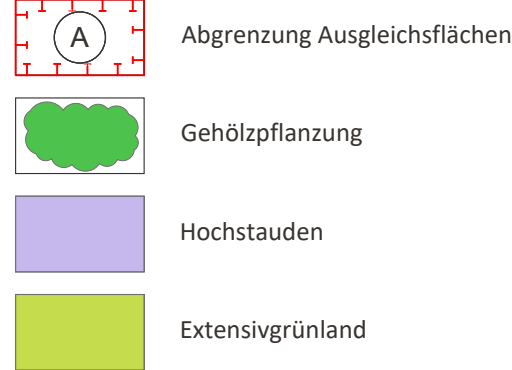 A Abgrenzung Ausgleichsflächen
Gehölzpflanzung
Hochstauden
Extensivgrünland